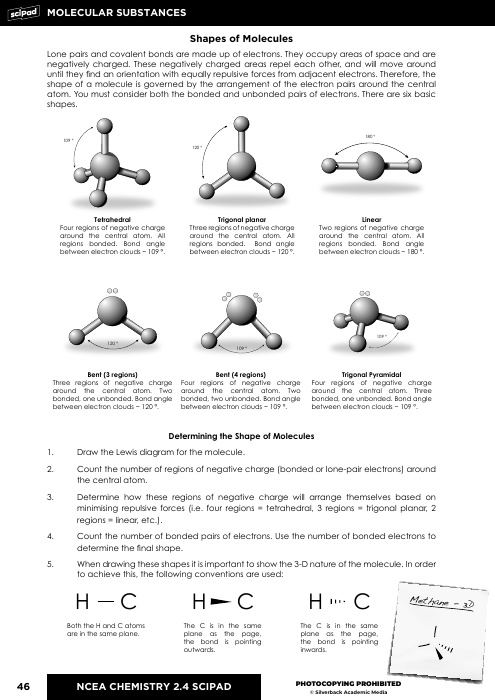 scipad MOLECULAR SUBSTANCES
Shapes of Molecules
Lone pairs and covalent bonds are made up of electrons. They occupy areas of space and are
negatively charged. These negatively charged areas repel each other, and will move around
until they find an orientation with equally repulsive forces from adjacent electrons. Therefore, the
shape of a molecule is governed by the arrangement of the electron pairs around the central
atom. You must consider both the bonded and unbonded pairs of electrons. There are six basic
shapes.
109 °
120 °
180 °
Tetrahedral
Four regions of negative charge
around the central atom. All
regions bonded. Bond angle
between electron clouds – 109 °.
Trigonal planar
Three regions of negative charge
around the central atom. All
regions bonded. Bond angle
between electron clouds – 120 °.
Linear
Two regions of negative charge
around the central atom. All
regions bonded. Bond angle
between electron clouds – 180 °.
120 °
109 °
109 °
Bent (3 regions)
Three regions of negative charge
around the central atom. Two
bonded, one unbonded. Bond angle
between electron clouds – 120 °.
Bent (4 regions)
Four regions of negative charge
around the central atom. Two
bonded, two unbonded. Bond angle
between electron clouds – 109 °.
Trigonal Pyramidal
Four regions of negative charge
around the central atom. Three
bonded, one unbonded. Bond angle
between electron clouds – 109 °.
Determining the Shape of Molecules
1. Draw the Lewis diagram for the molecule.
2. Count the number of regions of negative charge (bonded or lone-pair electrons) around
the central atom.
3. Determine how these regions of negative charge will arrange themselves based on
minimising repulsive forces (i.e. four regions = tetrahedral, 3 regions = trigonal planar, 2
regions = linear, etc.).
4. Count the number of bonded pairs of electrons. Use the number of bonded electrons to
determine the final shape.
5. When drawing these shapes it is important to show the 3-D nature of the molecule. In order
to achieve this, the following conventions are used:
H C
H C
H C
Both the H and C atoms
are in the same plane.
The C is in the same
plane as the page,
the bond is pointing
outwards.
The C is in the same
plane as the page,
the bond is pointing
inwards.
Methane - 3D
46 NCEA CHEMISTRY 2.4 SCIPAD
PHOTOCOPYING PROHIBITED
© Silverback Academic Media